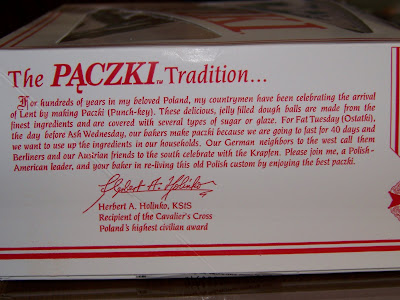 The PĄCZKI™ Tradition...
For hundreds of years in my beloved Poland, my countrymen have been celebrating the arrival
of Lent by making Paczki (Punch-key). These delicious, jelly filled dough balls are made from the
finest ingredients and are covered with several types of sugar or glaze. For Fat Tuesday (Ostatki),
the day before Ash Wednesday, our bakers make paczki because we are going to fast for 40 days and
we want to use up the ingredients in our households. Our German neighbors to the west call them
Berliners and our Austrian friends to the south celebrate with the Krapfen. Please join me, a Polish-
American leader, and your baker in re-living this old Polish custom by enjoying the best paczki.
Herbert A. Holinko
Herbert A. Holinko, KSIS
Recipient of the Cavalier's Cross
Poland's highest civilian award